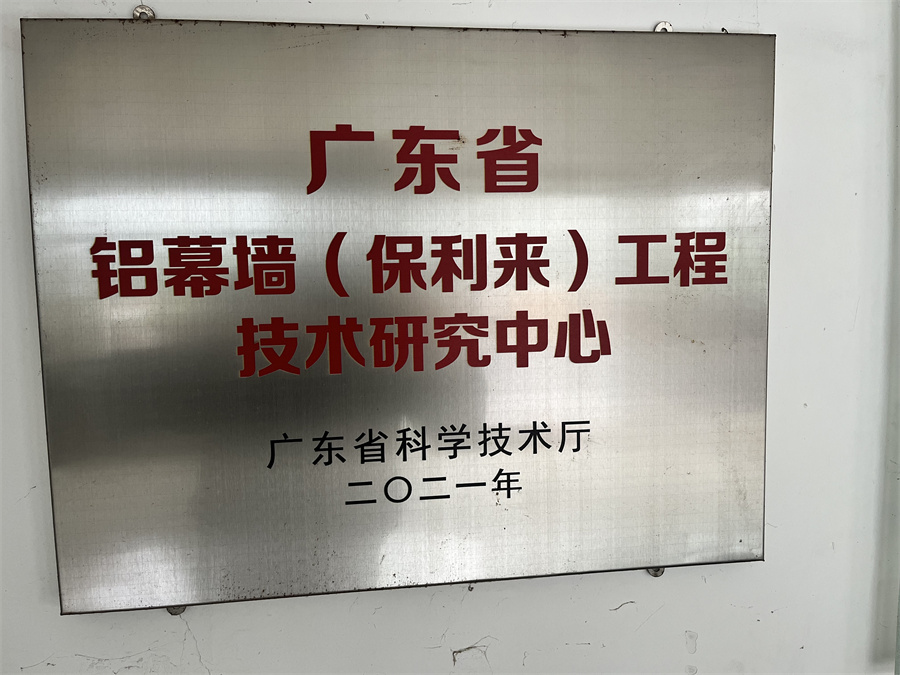 广东省
铝幕墙（保利来）工程
技术研究中心
广东省科学技术厅
二〇二一年